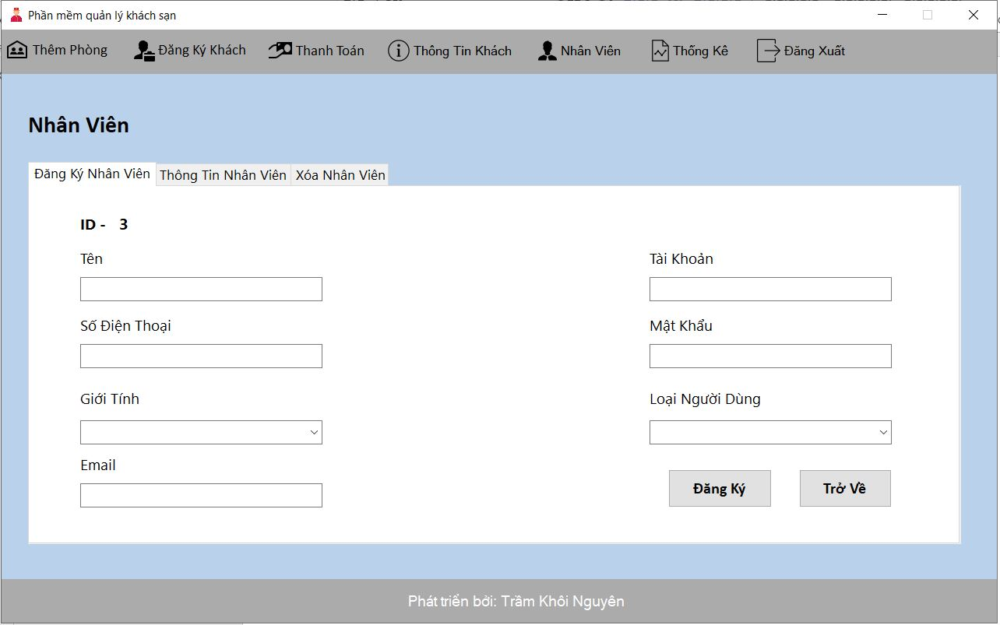 Phần mềm quản lý khách sạn
Thêm Phòng Đăng Ký Khách Thanh Toán Thông Tin Khách Nhân Viên Thống Kê Đăng Xuất
Nhân Viên
Đăng Ký Nhân Viên Thông Tin Nhân Viên Xóa Nhân Viên
ID - 3
Tên Tài Khoản
Số Điện Thoại Mật Khẩu
Giới Tính Loại Người Dùng
Email
Đăng Ký Trở Về
Phát triển bởi: Trầm Khôi Nguyên